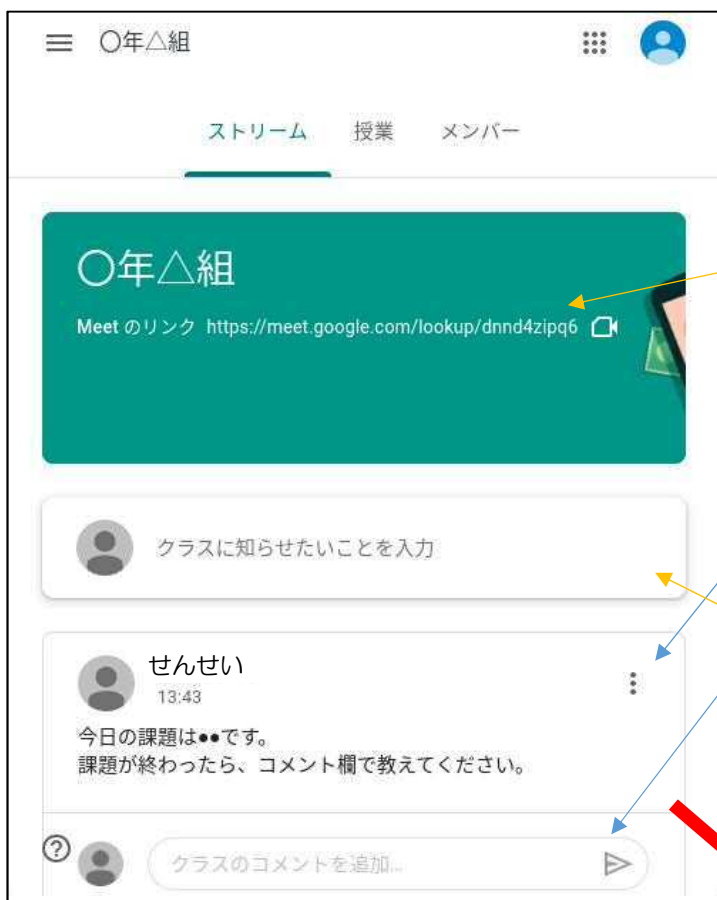 〇年△組
ストリーム 授業 メンバー
〇年△組
Meet のリンク https://meet.google.com/lookup/dnnd4zipq6
クラスに知らせたいことを入力
せんせい
13:43
今日の課題は●●です。
課題が終わったら、コメント欄で教えてください。
クラスのコメントを追加...